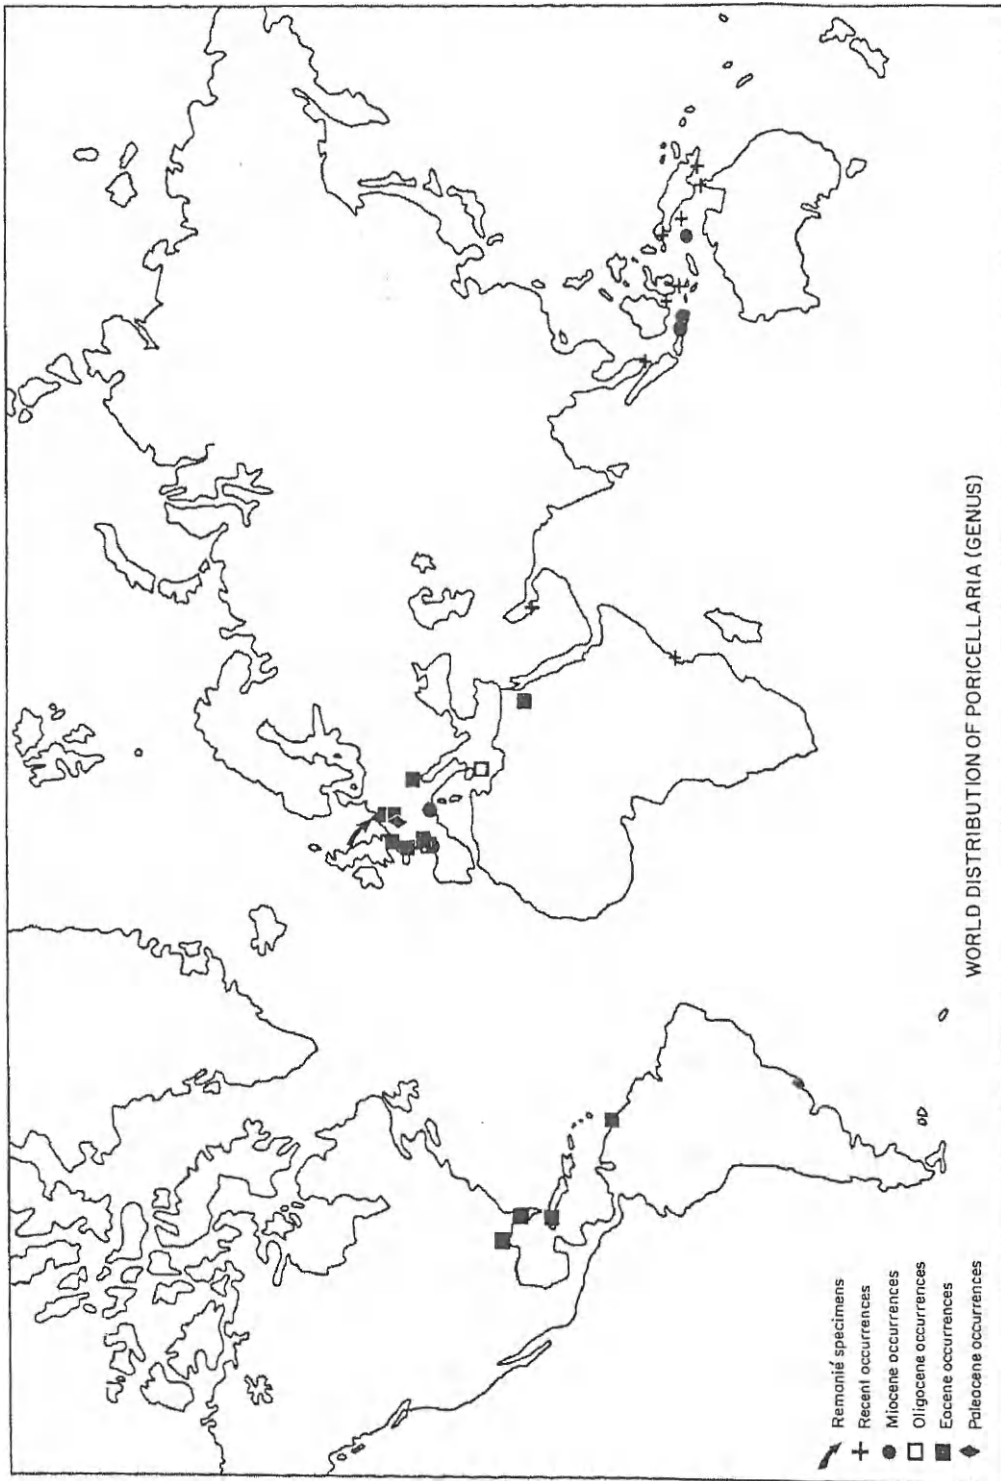 WORLD DISTRIBUTION OF PORICELLARIA (GENUS)
Remanié specimens
Recent occurrences
Miocene occurrences
Oligocene occurrences
Eocene occurrences
Paleocene occurrences